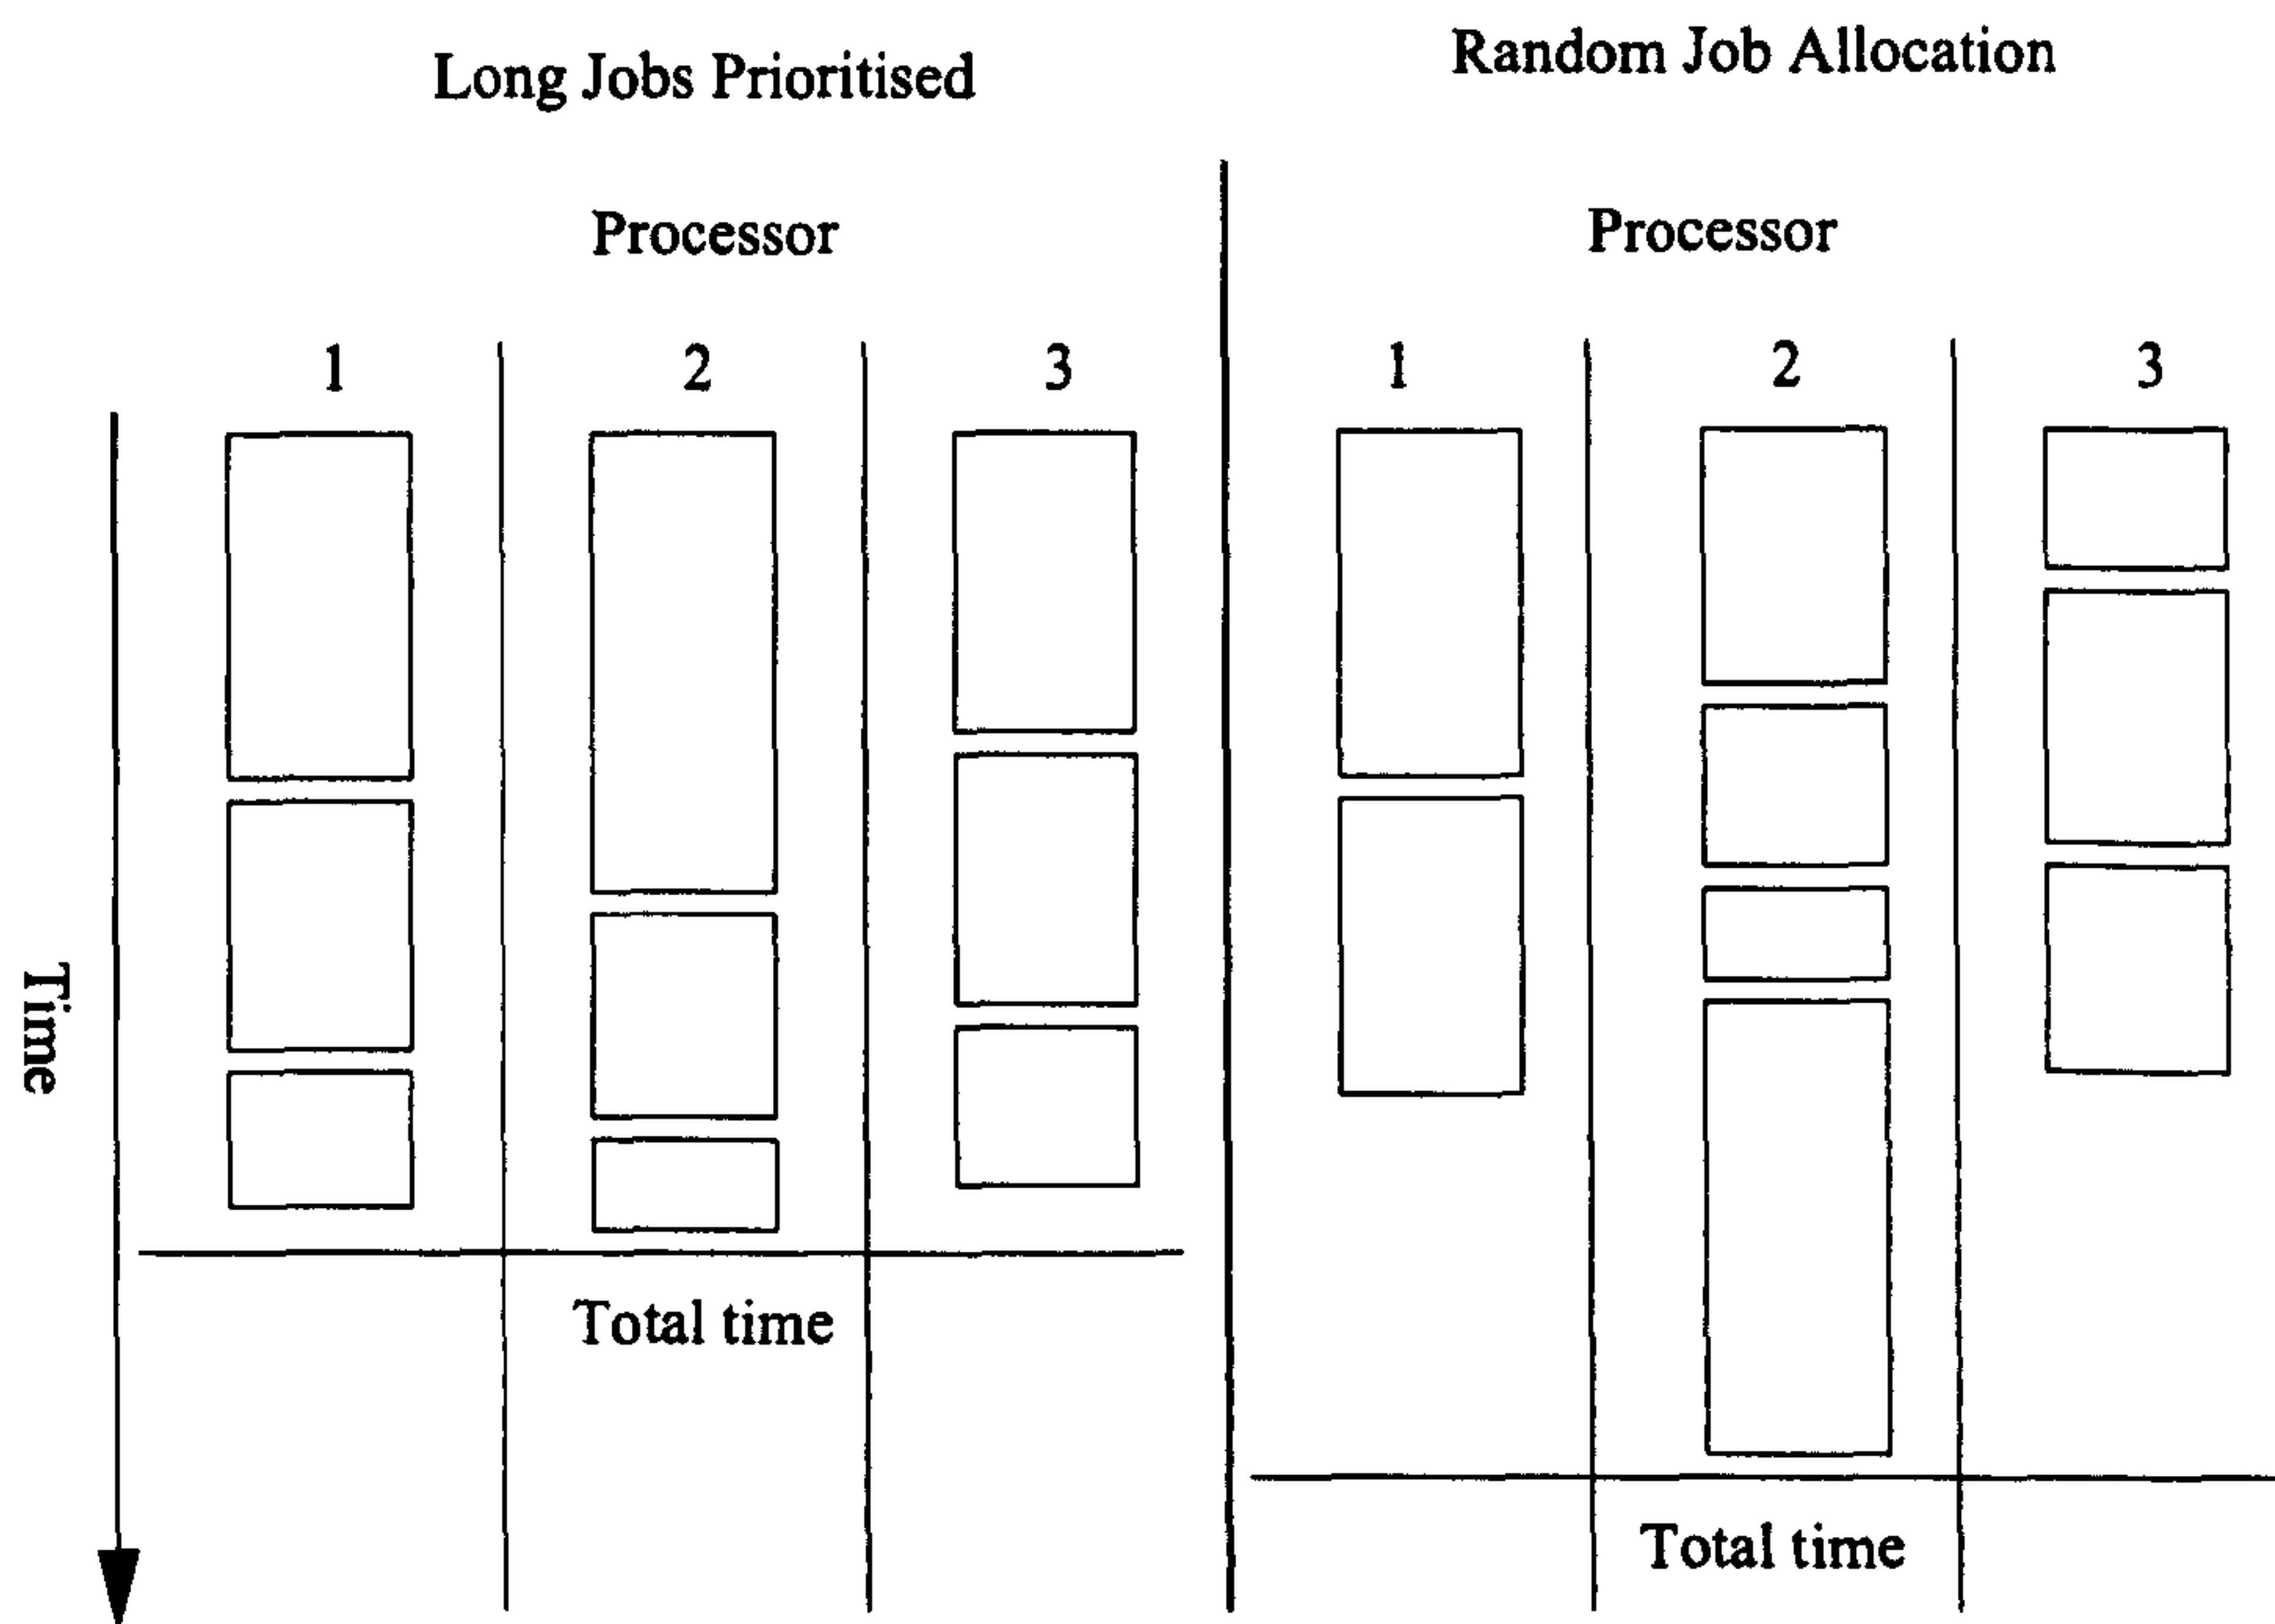 Long Jobs Prioritised
Processor
1 2 3
Time
Total time
Random Job Allocation
Processor
1 2 3
Total time